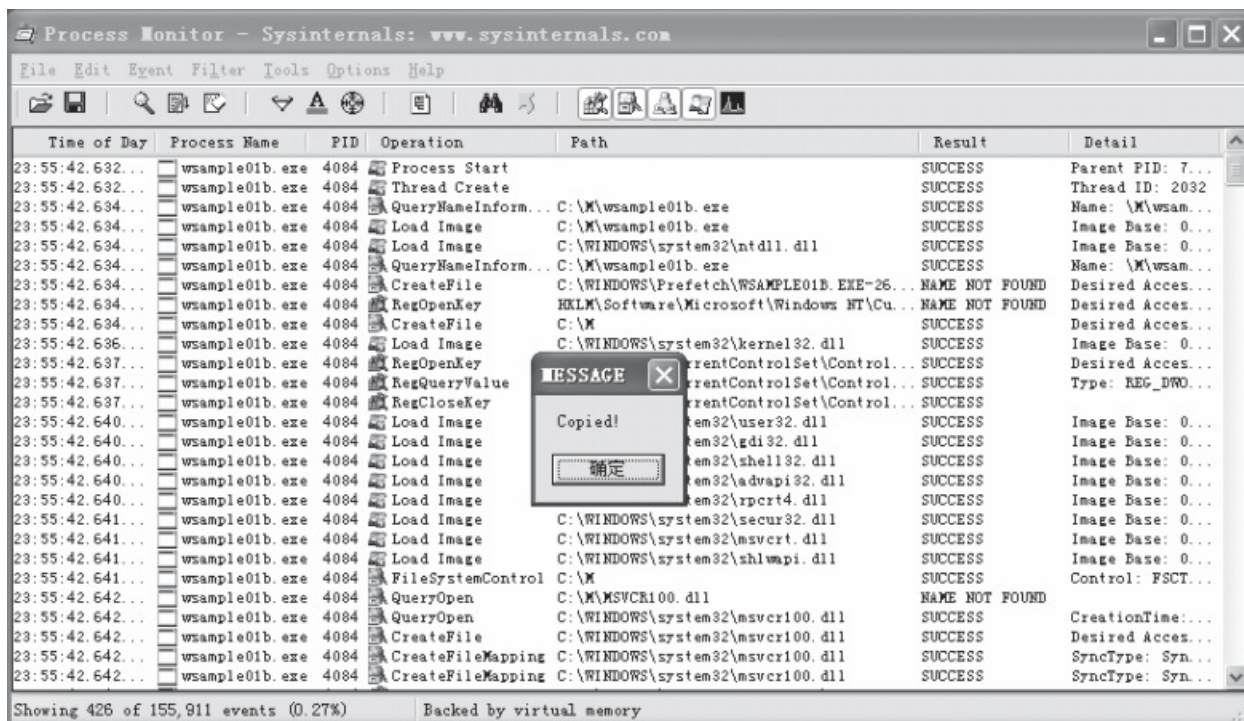 Process Monitor - Sysinternals: www.sysinternals.com
File Edit Event Filter Tools Options Help
Time of Day Process Name PID Operation Path Result Detail
23:55:42.632... wsample01b.exe 4084 Process Start SUCCESS Parent PID: 7...
23:55:42.632... wsample01b.exe 4084 Thread Create SUCCESS Thread ID: 2032
23:55:42.634... wsample01b.exe 4084 QueryNameInform... C:\M\wsample01b.exe SUCCESS Name: \M\wsam...
23:55:42.634... wsample01b.exe 4084 Load Image C:\M\wsample01b.exe SUCCESS Image Base: 0...
23:55:42.634... wsample01b.exe 4084 Load Image C:\WINDOWS\system32\ntdll.dll SUCCESS Image Base: 0...
23:55:42.634... wsample01b.exe 4084 QueryNameInform... C:\M\wsample01b.exe SUCCESS Name: \M\wsam...
23:55:42.634... wsample01b.exe 4084 CreateFile C:\WINDOWS\Prefetch\WSAMPLE01B.EXE-26... NAME NOT FOUND Desired Acces...
23:55:42.634... wsample01b.exe 4084 RegOpenKey HKLM\Software\Microsoft\Windows NT\Cu... NAME NOT FOUND Desired Acces...
23:55:42.634... wsample01b.exe 4084 CreateFile C:\M SUCCESS Desired Acces...
23:55:42.636... wsample01b.exe 4084 Load Image C:\WINDOWS\system32\kernel32.dll SUCCESS Image Base: 0...
23:55:42.637... wsample01b.exe 4084 RegOpenKey rrentControlSet\Control... SUCCESS Desired Acces...
23:55:42.637... wsample01b.exe 4084 RegQueryValue rrentControlSet\Control... SUCCESS Type: REG_DWO...
23:55:42.637... wsample01b.exe 4084 RegCloseKey rrentControlSet\Control... SUCCESS
23:55:42.640... wsample01b.exe 4084 Load Image tem32\user32.dll SUCCESS Image Base: 0...
23:55:42.640... wsample01b.exe 4084 Load Image tem32\gdi32.dll SUCCESS Image Base: 0...
23:55:42.640... wsample01b.exe 4084 Load Image tem32\shell32.dll SUCCESS Image Base: 0...
23:55:42.640... wsample01b.exe 4084 Load Image tem32\advapi32.dll SUCCESS Image Base: 0...
23:55:42.640... wsample01b.exe 4084 Load Image tem32\rpcrt4.dll SUCCESS Image Base: 0...
23:55:42.641... wsample01b.exe 4084 Load Image C:\WINDOWS\system32\secur32.dll SUCCESS Image Base: 0...
23:55:42.641... wsample01b.exe 4084 Load Image C:\WINDOWS\system32\msvcrt.dll SUCCESS Image Base: 0...
23:55:42.641... wsample01b.exe 4084 Load Image C:\WINDOWS\system32\shlwapi.dll SUCCESS Image Base: 0...
23:55:42.641... wsample01b.exe 4084 FileSystemControl C:\M SUCCESS Control: FSCT...
23:55:42.642... wsample01b.exe 4084 QueryOpen C:\M\MSVCR100.dll NAME NOT FOUND
23:55:42.642... wsample01b.exe 4084 QueryOpen C:\WINDOWS\system32\msvcr100.dll SUCCESS CreationTime:...
23:55:42.642... wsample01b.exe 4084 CreateFile C:\WINDOWS\system32\msvcr100.dll SUCCESS Desired Acces...
23:55:42.642... wsample01b.exe 4084 CreateFileMapping C:\WINDOWS\system32\msvcr100.dll SUCCESS SyncType: Syn...
23:55:42.642... wsample01b.exe 4084 CreateFileMapping C:\WINDOWS\system32\msvcr100.dll SUCCESS SyncType: Syn...
MESSAGE
Copied!
确定
Showing 426 of 155,911 events (0.27%) Backed by virtual memory